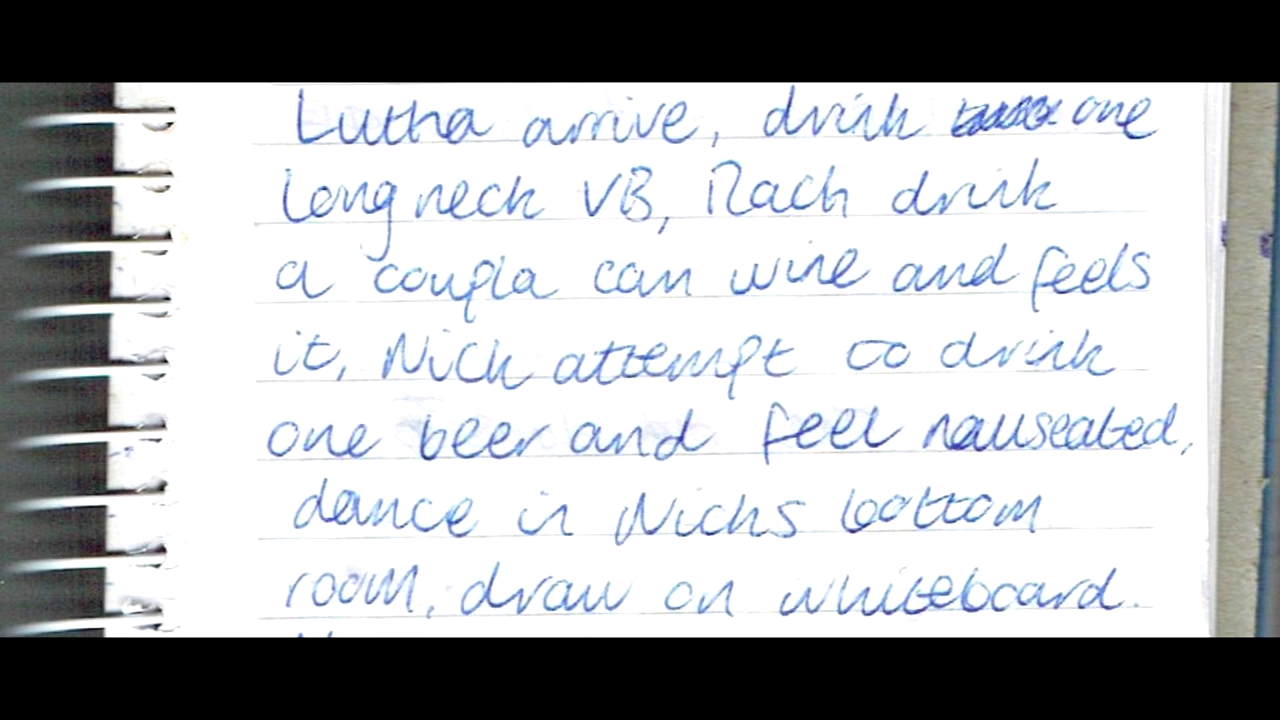 Lutha arrive, drink one
longneck VB, Rach drink
a coupla can wine and feels
it, Nick attempt to drink
one beer and feel nauseated,
dance in Nicks bottom
room, draw on whiteboard.